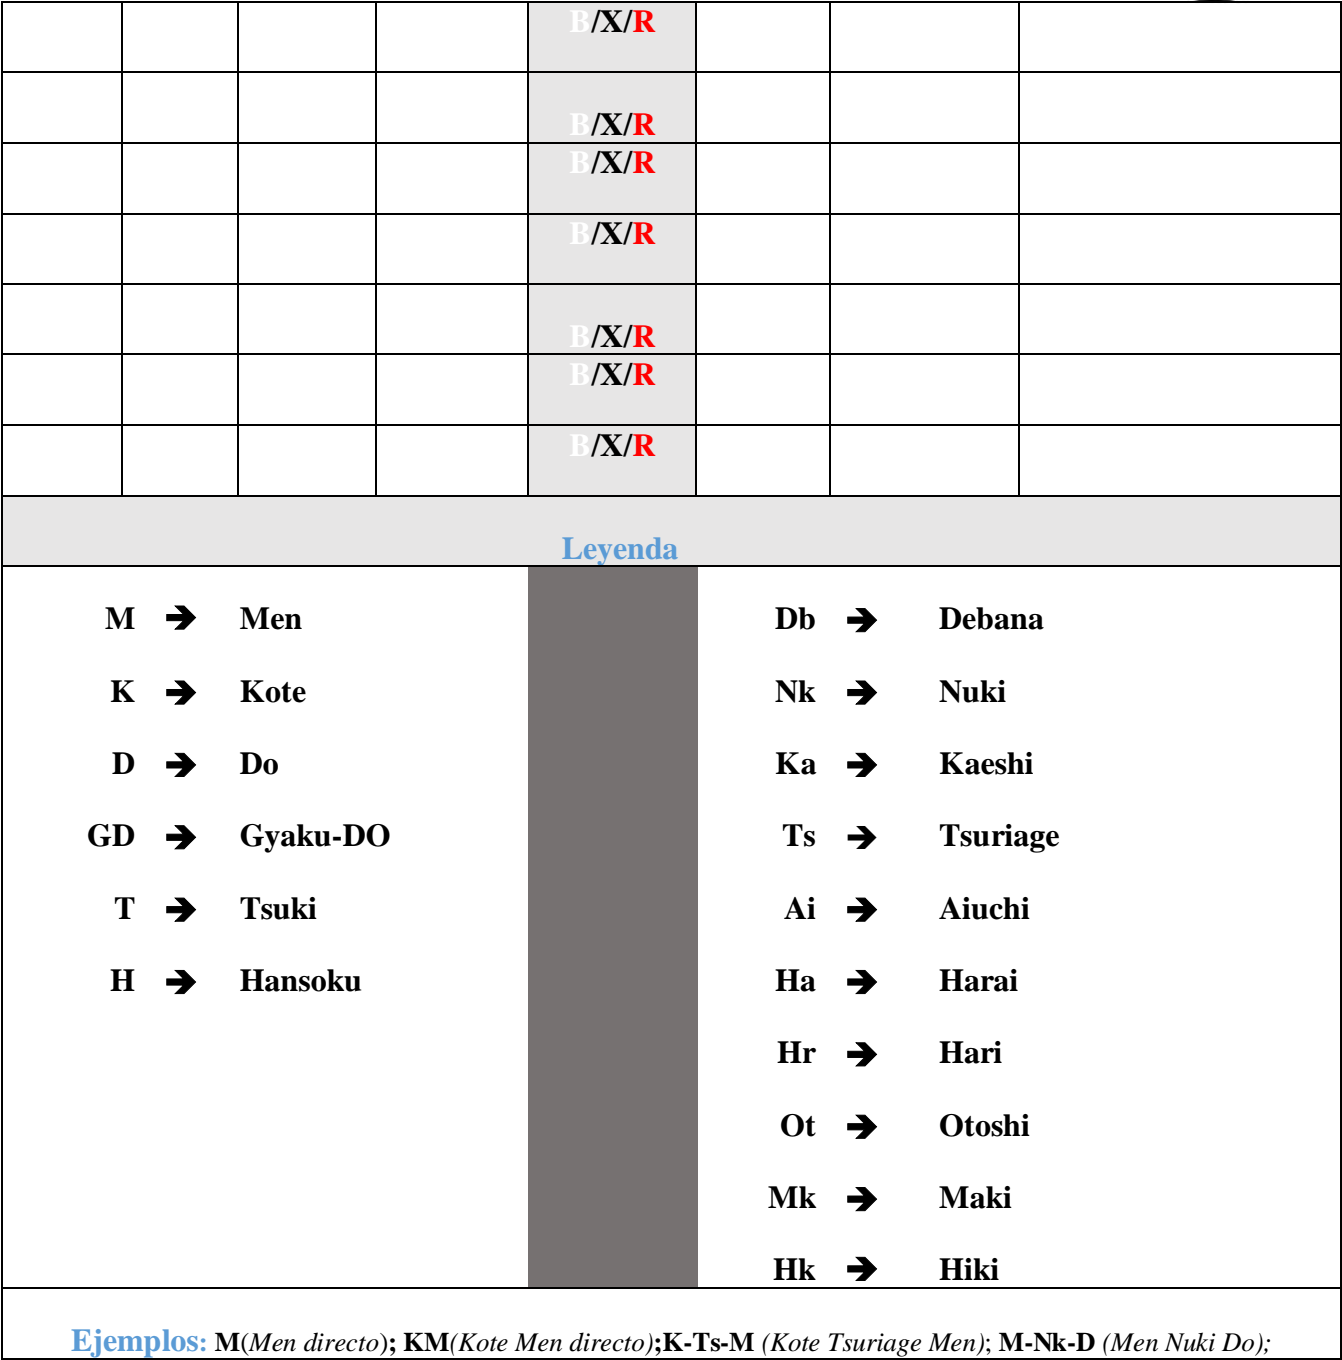 B/X/R
B/X/R
B/X/R
B/X/R
B/X/R
B/X/R
B/X/R
Leyenda
M ➔ Men Db ➔ Debana
K ➔ Kote Nk ➔ Nuki
D ➔ Do Ka ➔ Kaeshi
GD ➔ Gyaku-DO Ts ➔ Tsuriage
T ➔ Tsuki Ai ➔ Aiuchi
H ➔ Hansoku Ha ➔ Harai
Hr ➔ Hari
Ot ➔ Otoshi
Mk ➔ Maki
Hk ➔ Hiki
Ejemplos: M(Men directo); KM(Kote Men directo);K-Ts-M (Kote Tsuriage Men); M-Nk-D (Men Nuki Do);